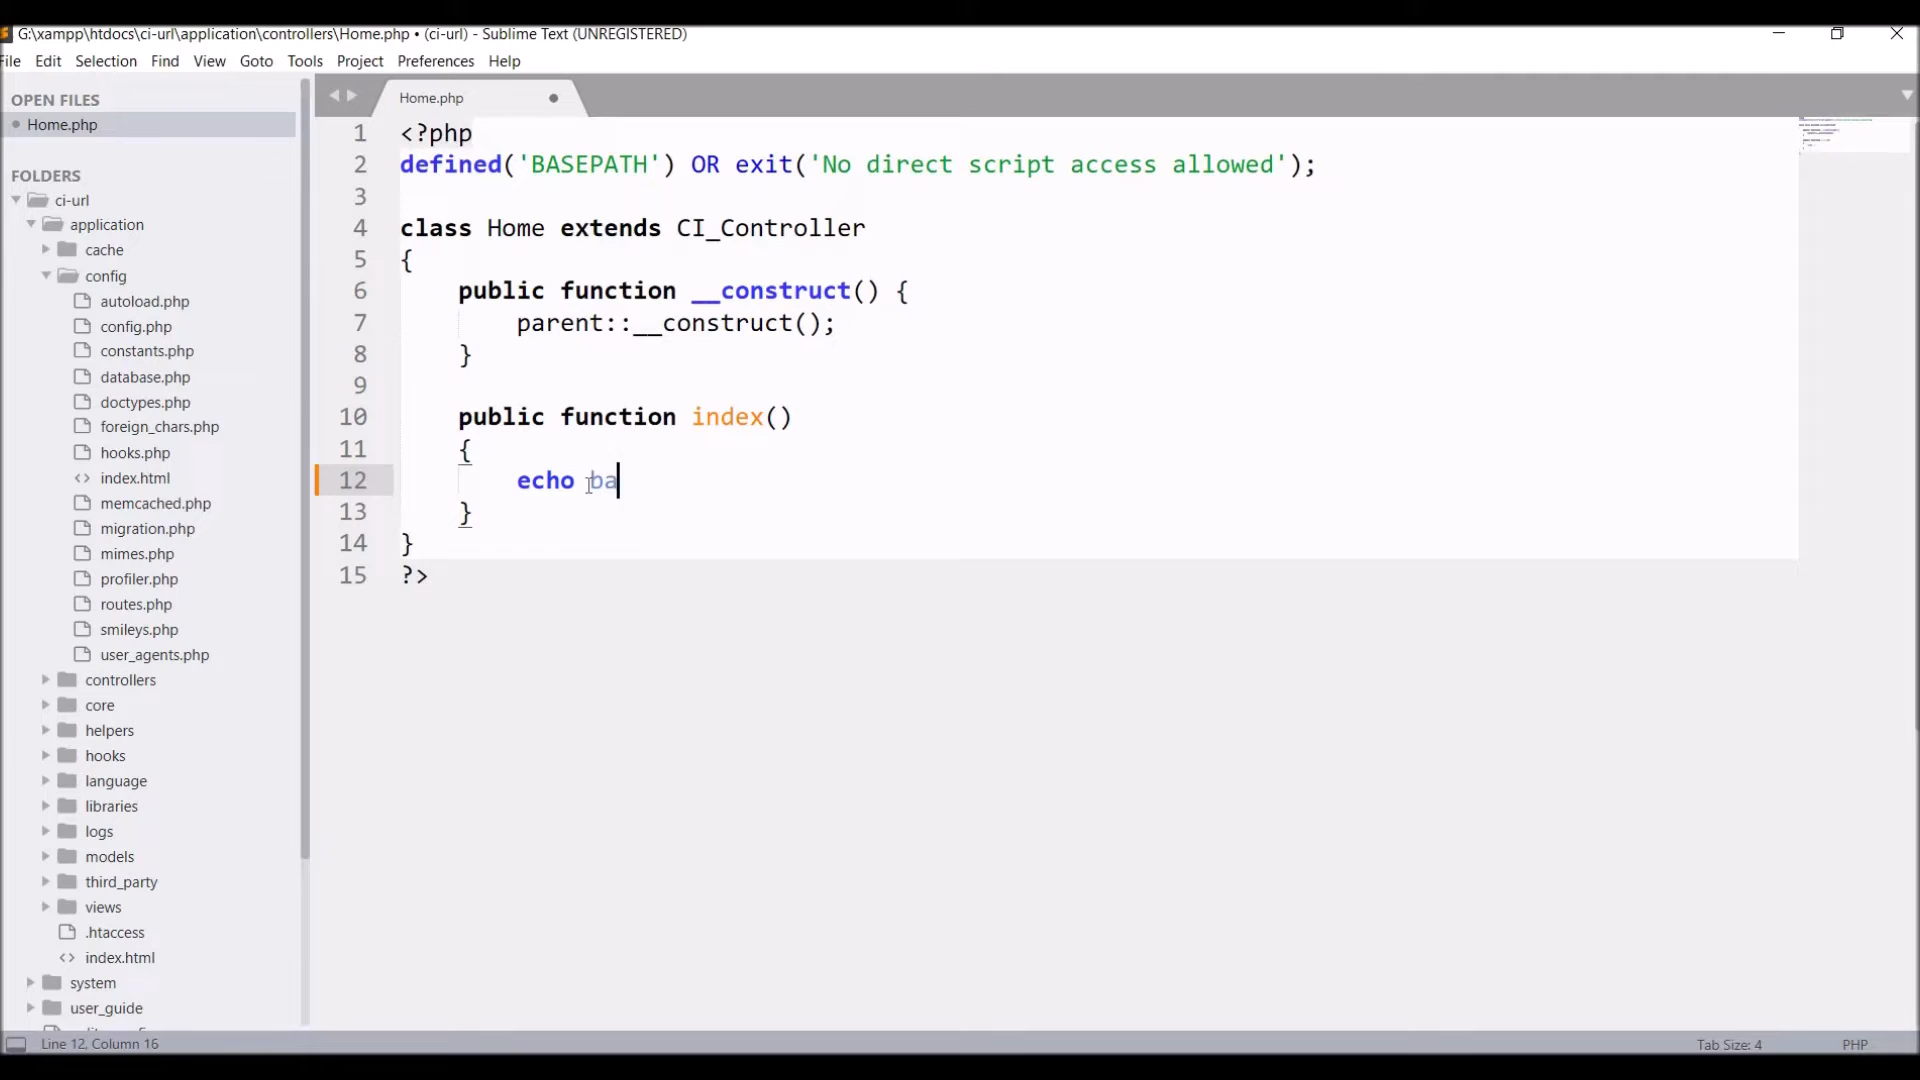 G:\xampp\htdocs\ci-url\application\controllers\Home.php • (ci-url) - Sublime Text (UNREGISTERED)
File Edit Selection Find View Goto Tools Project Preferences Help
OPEN FILES
Home.php
FOLDERS
ci-url
application
cache
config
autoload.php
config.php
constants.php
database.php
doctypes.php
foreign_chars.php
hooks.php
index.html
memcached.php
migration.php
mimes.php
profiler.php
routes.php
smileys.php
user_agents.php
controllers
core
helpers
hooks
language
libraries
logs
models
third_party
views
.htaccess
index.html
system
user_guide
Home.php
1 <?php
2 defined('BASEPATH') OR exit('No direct script access allowed');
3
4 class Home extends CI_Controller
5 {
6 public function __construct() {
7 parent::__construct();
8 }
9
10 public function index()
11 {
12 echo ba
13 }
14 }
15 ?>
Line 12, Column 16
Tab Size: 4
PHP